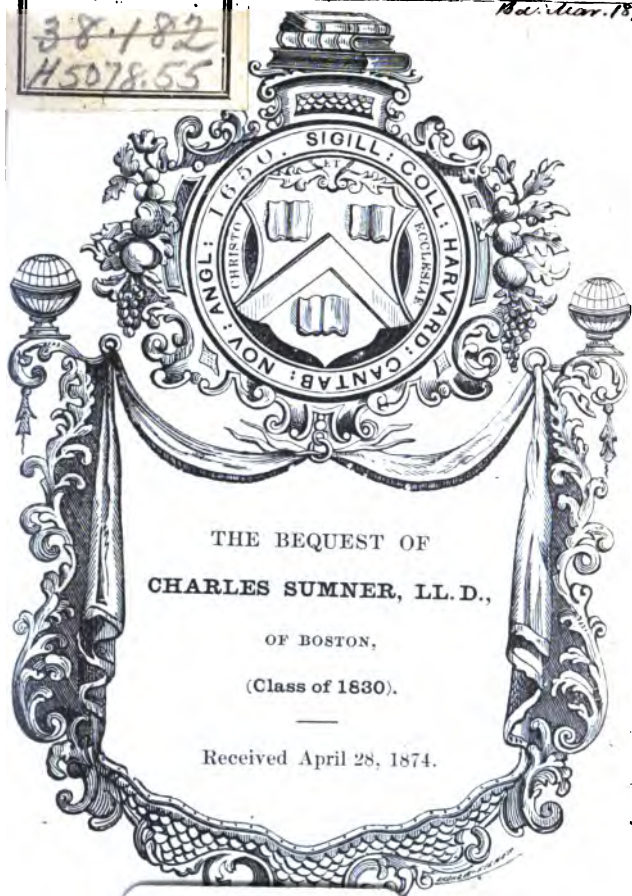 38.182
H5078.55
1650. SIGILL: COLL: HARVARD: CANTAB: NOV: ANGL:
ET
CHRISTO
ECCLESIAE
THE BEQUEST OF
CHARLES SUMNER, LL. D.,
OF BOSTON,
(Class of 1830).
Received April 28, 1874.